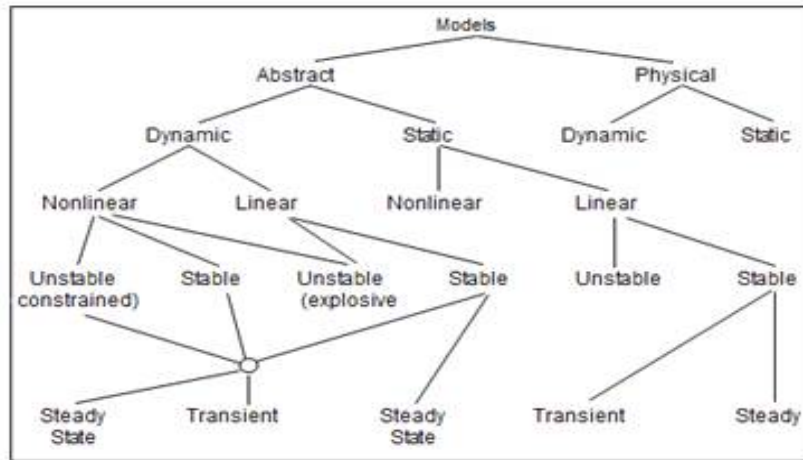 Models
Abstract Physical
Dynamic Static Dynamic Static
Nonlinear Linear Nonlinear Linear
Unstable Stable Unstable Stable Unstable Stable
constrained) (explosive
Steady Transient Steady Transient Steady
State State